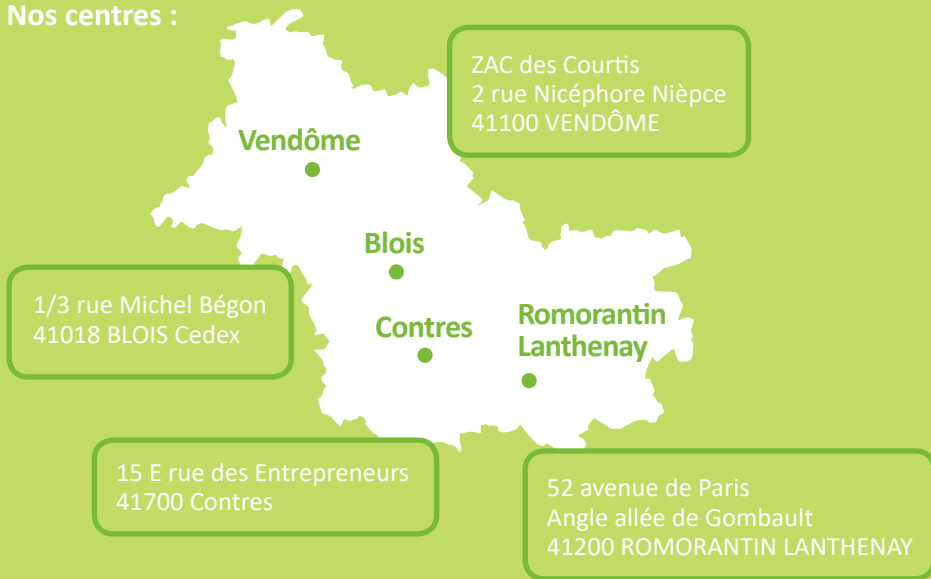 Nos centres :
ZAC des Courtis
2 rue Nicéphore Nièpce
41100 VENDÔME
Vendôme
Blois
1/3 rue Michel Bégon
41018 BLOIS Cedex
Contres
Romorantin
Lanthenay
15 E rue des Entrepreneurs
41700 Contres
52 avenue de Paris
Angle allée de Gombault
41200 ROMORANTIN LANTHENAY